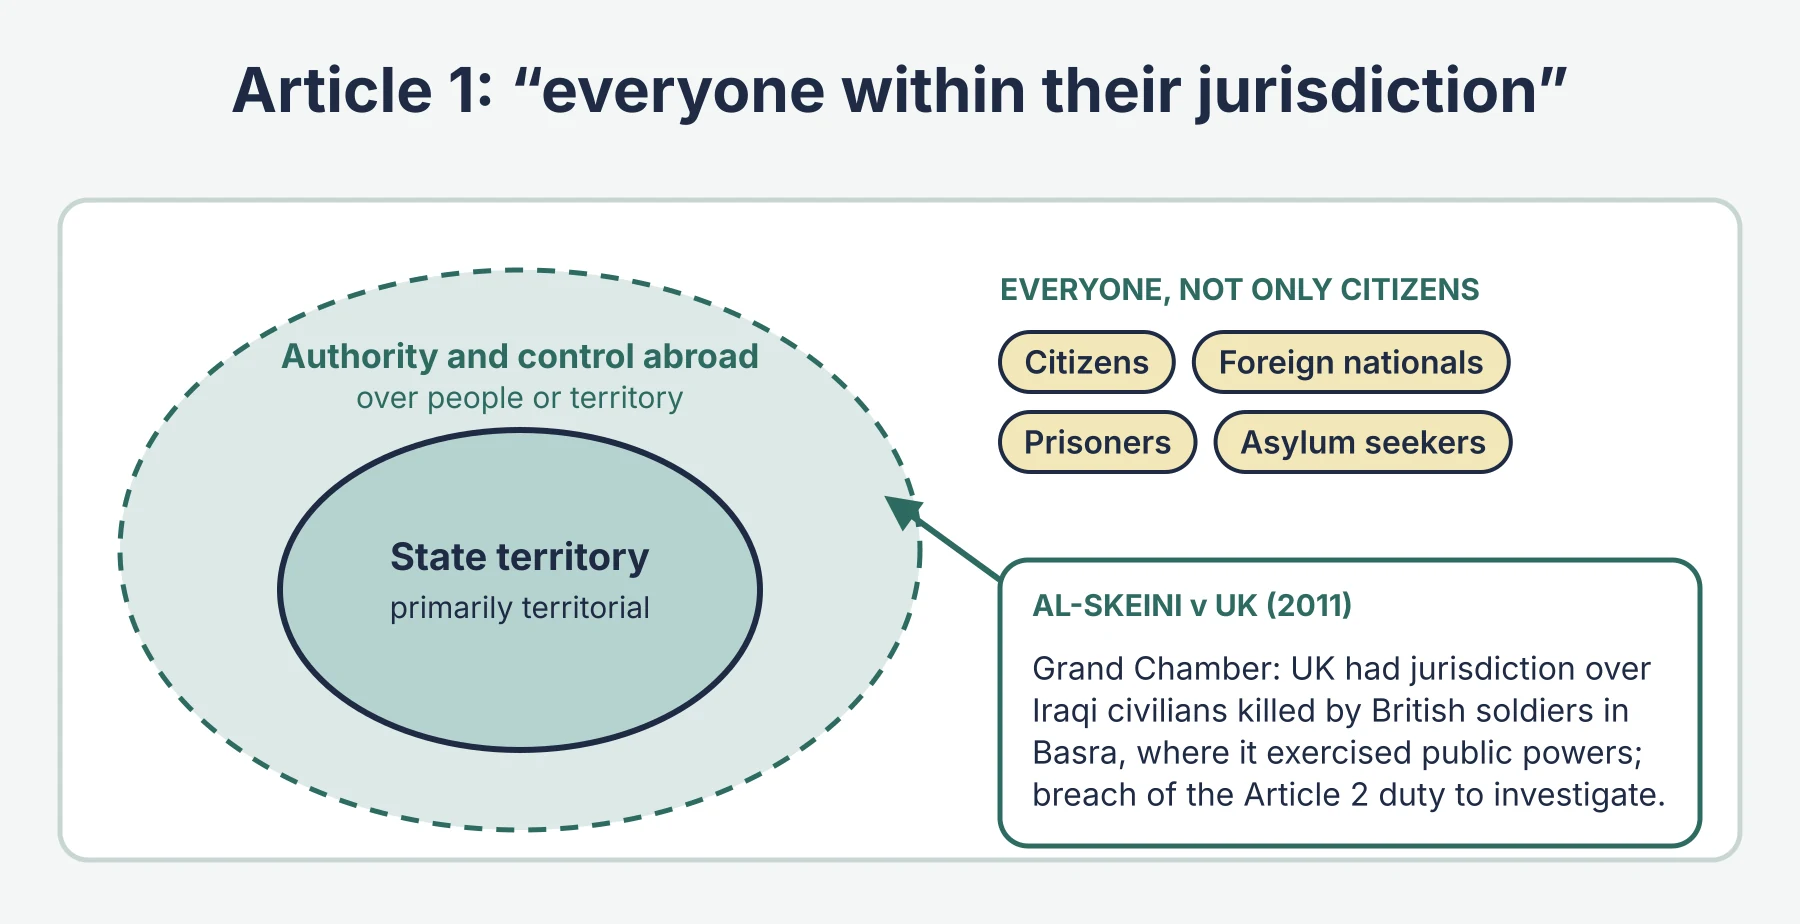 Article 1: “everyone within their jurisdiction”
Authority and control abroad
over people or territory
State territory
primarily territorial
EVERYONE, NOT ONLY CITIZENS
Citizens
Foreign nationals
Prisoners
Asylum seekers
AL-SKEINI v UK (2011)
Grand Chamber: UK had jurisdiction over
Iraqi civilians killed by British soldiers in
Basra, where it exercised public powers;
breach of the Article 2 duty to investigate.